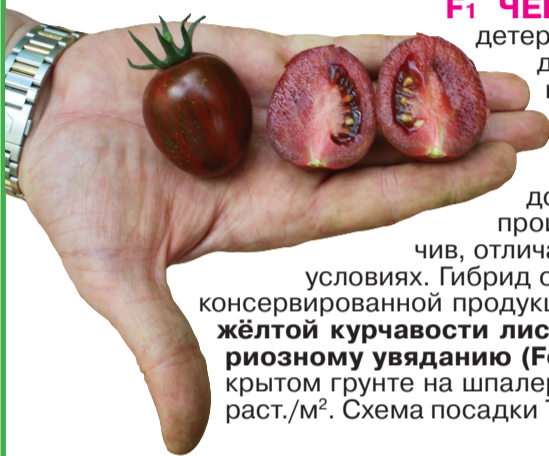 F1 ЧЕ
детер
д
до
прои
чив, отлича
условиях. Гибрид о
консервированной продукц
жёлтой курчавости лис
риозному увяданию (Fo
крытом грунте на шпалер
раст./м². Схема посадки